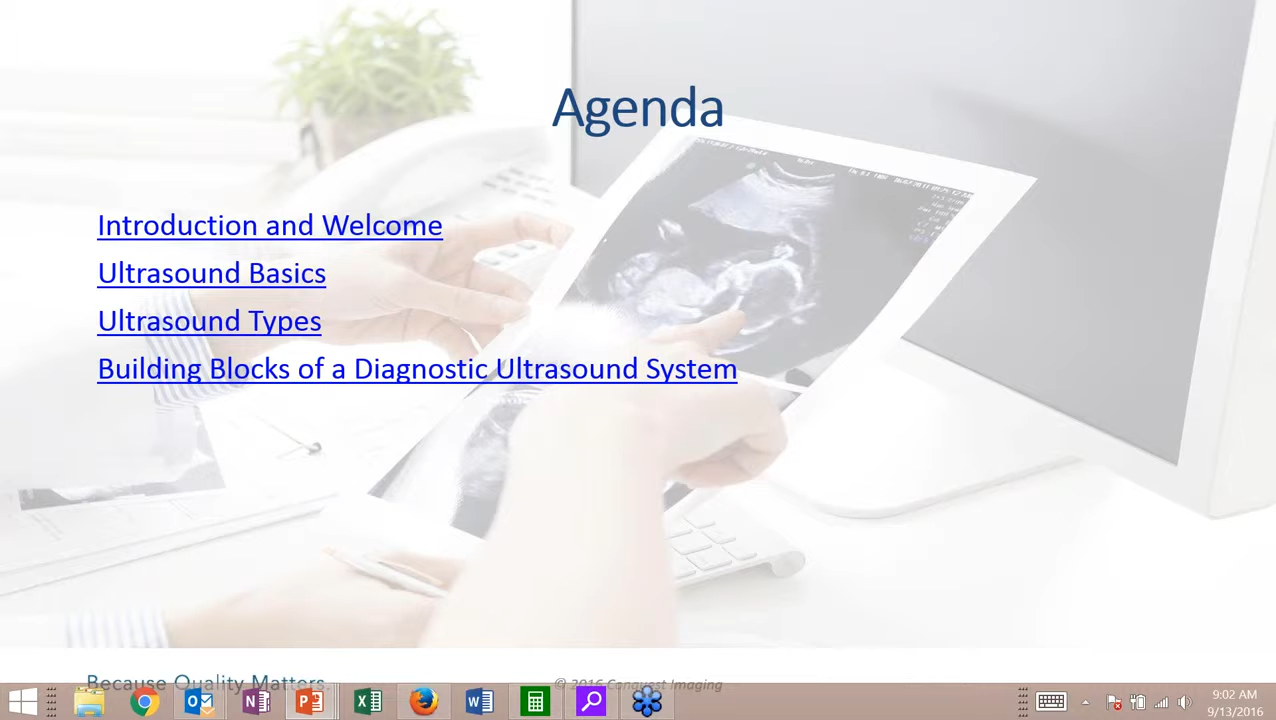 Agenda
Introduction and Welcome
Ultrasound Basics
Ultrasound Types
Building Blocks of a Diagnostic Ultrasound System
Because Quality Matters.
© 2016 Conquest Imaging
9:02 AM
9/13/2016